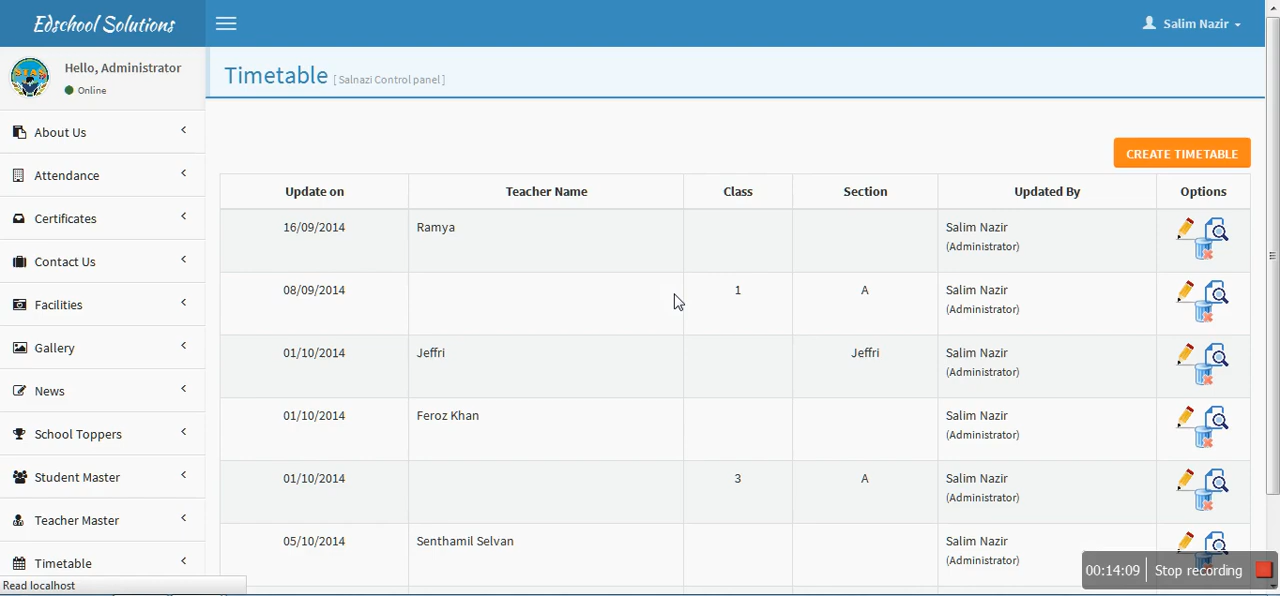 Edschool Solutions
Salim Nazir
Hello, Administrator
Online
Timetable [ Salnazi Control panel ]
About Us
Attendance
Certificates
Contact Us
Facilities
Gallery
News
School Toppers
Student Master
Teacher Master
Timetable
CREATE TIMETABLE
Update on Teacher Name Class Section Updated By Options
16/09/2014 Ramya Salim Nazir
(Administrator)
08/09/2014 1 A Salim Nazir
(Administrator)
01/10/2014 Jeffri Jeffri Salim Nazir
(Administrator)
01/10/2014 Feroz Khan Salim Nazir
(Administrator)
01/10/2014 3 A Salim Nazir
(Administrator)
05/10/2014 Senthamil Selvan Salim Nazir
(Administrator)
Read localhost
00:14:09 Stop recording